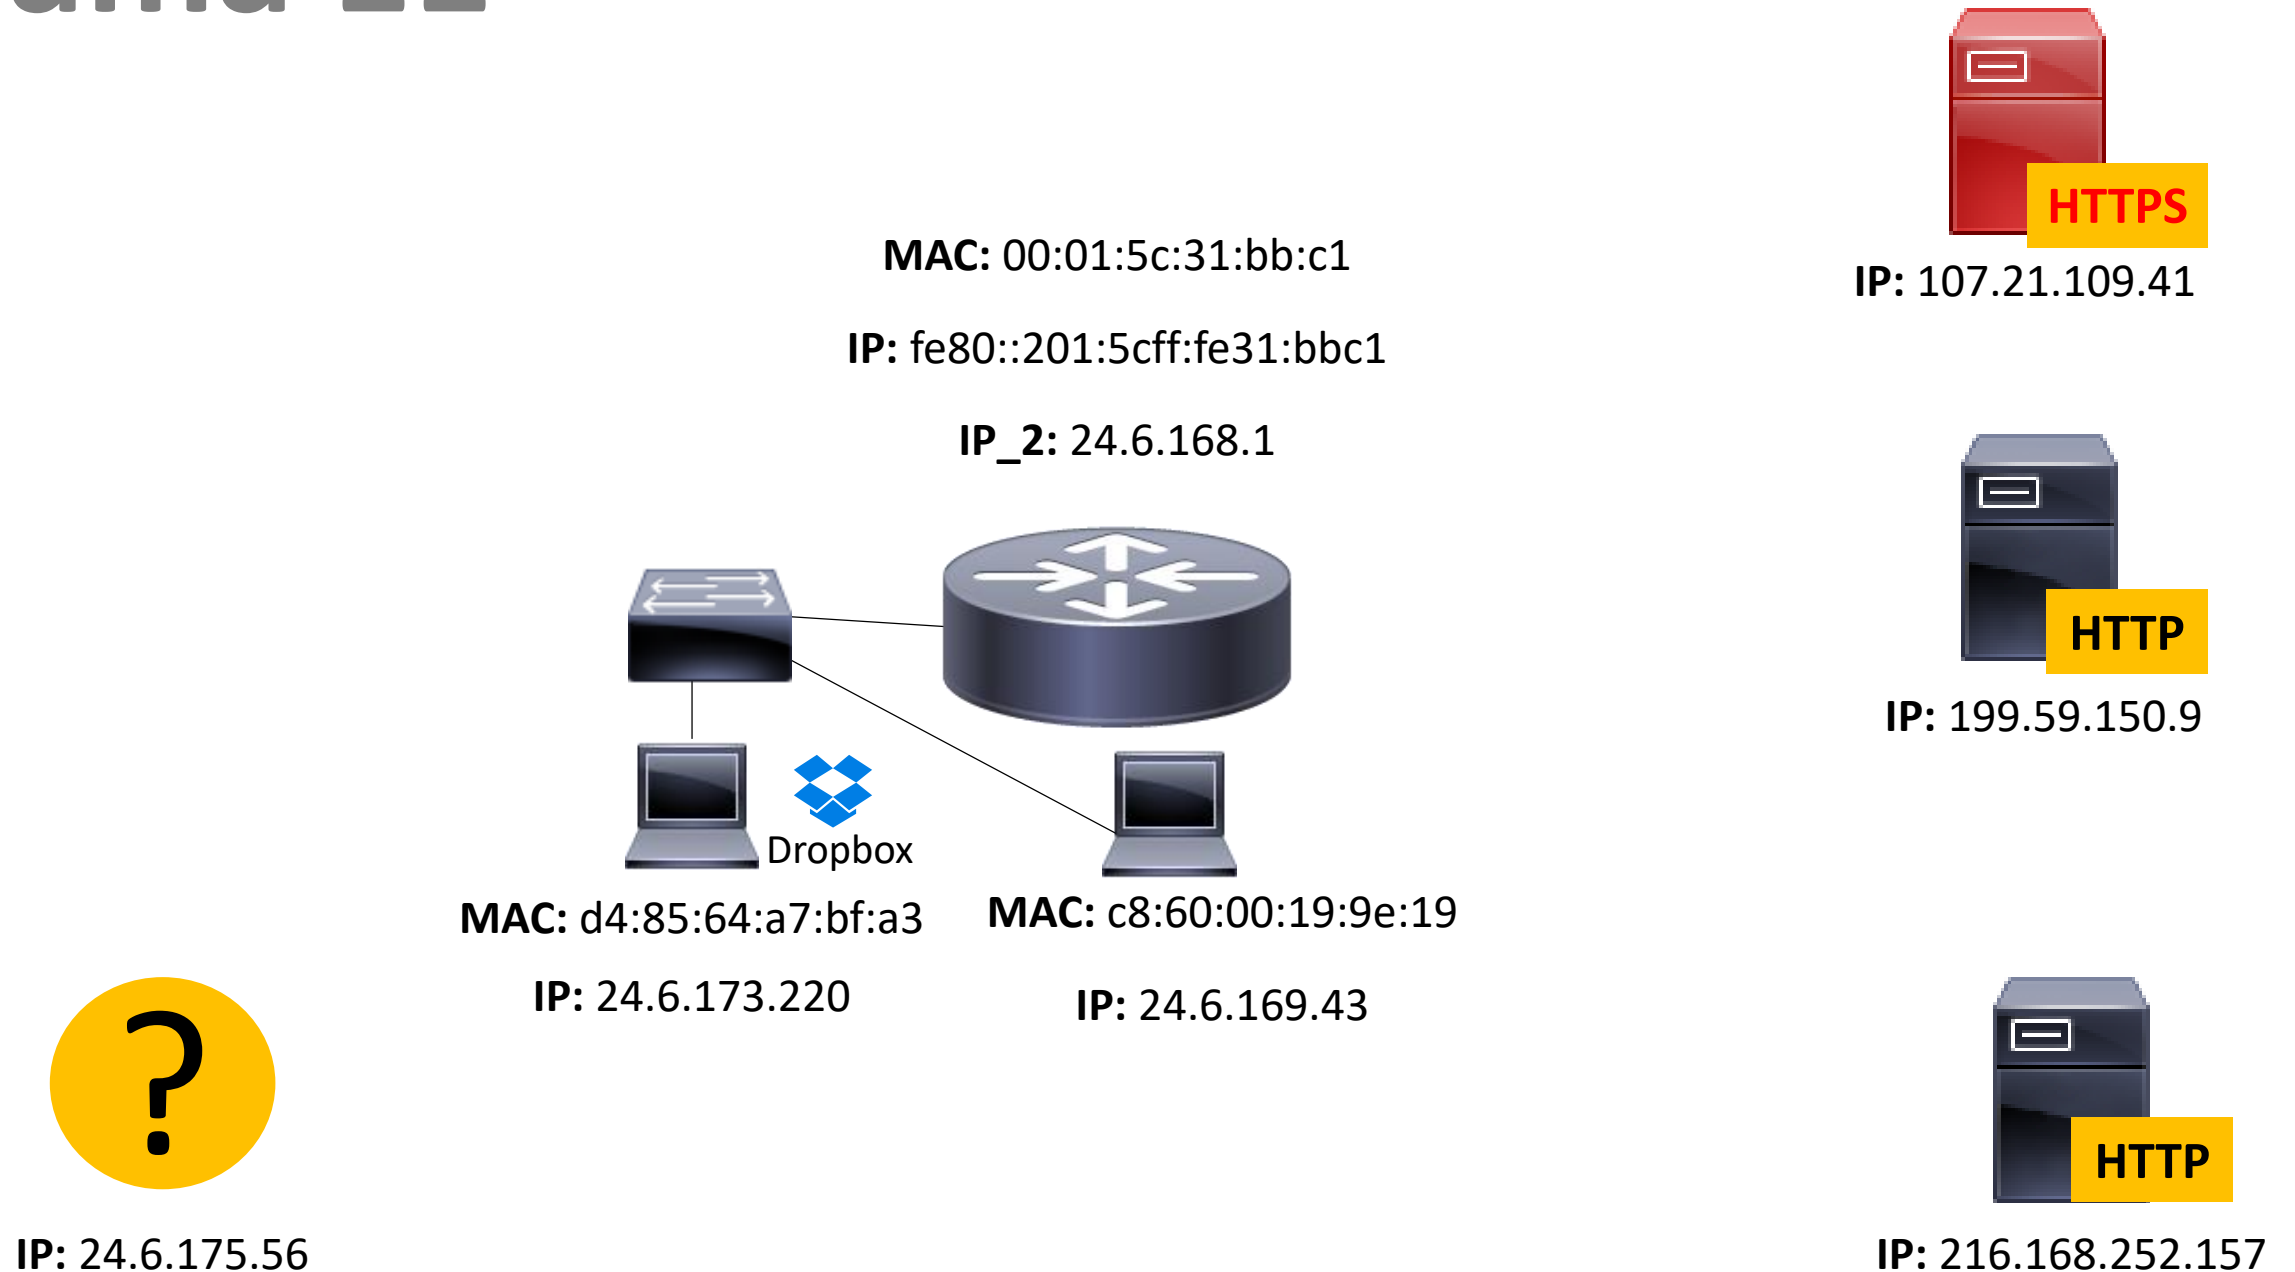 HTTPS
MAC: 00:01:5c:31:bb:c1
IP: 107.21.109.41
IP: fe80::201:5cff:fe31:bbc1
IP_2: 24.6.168.1
HTTP
IP: 199.59.150.9
Dropbox
MAC: d4:85:64:a7:bf:a3
MAC: c8:60:00:19:9e:19
IP: 24.6.173.220
IP: 24.6.169.43
?
HTTP
IP: 24.6.175.56
IP: 216.168.252.157